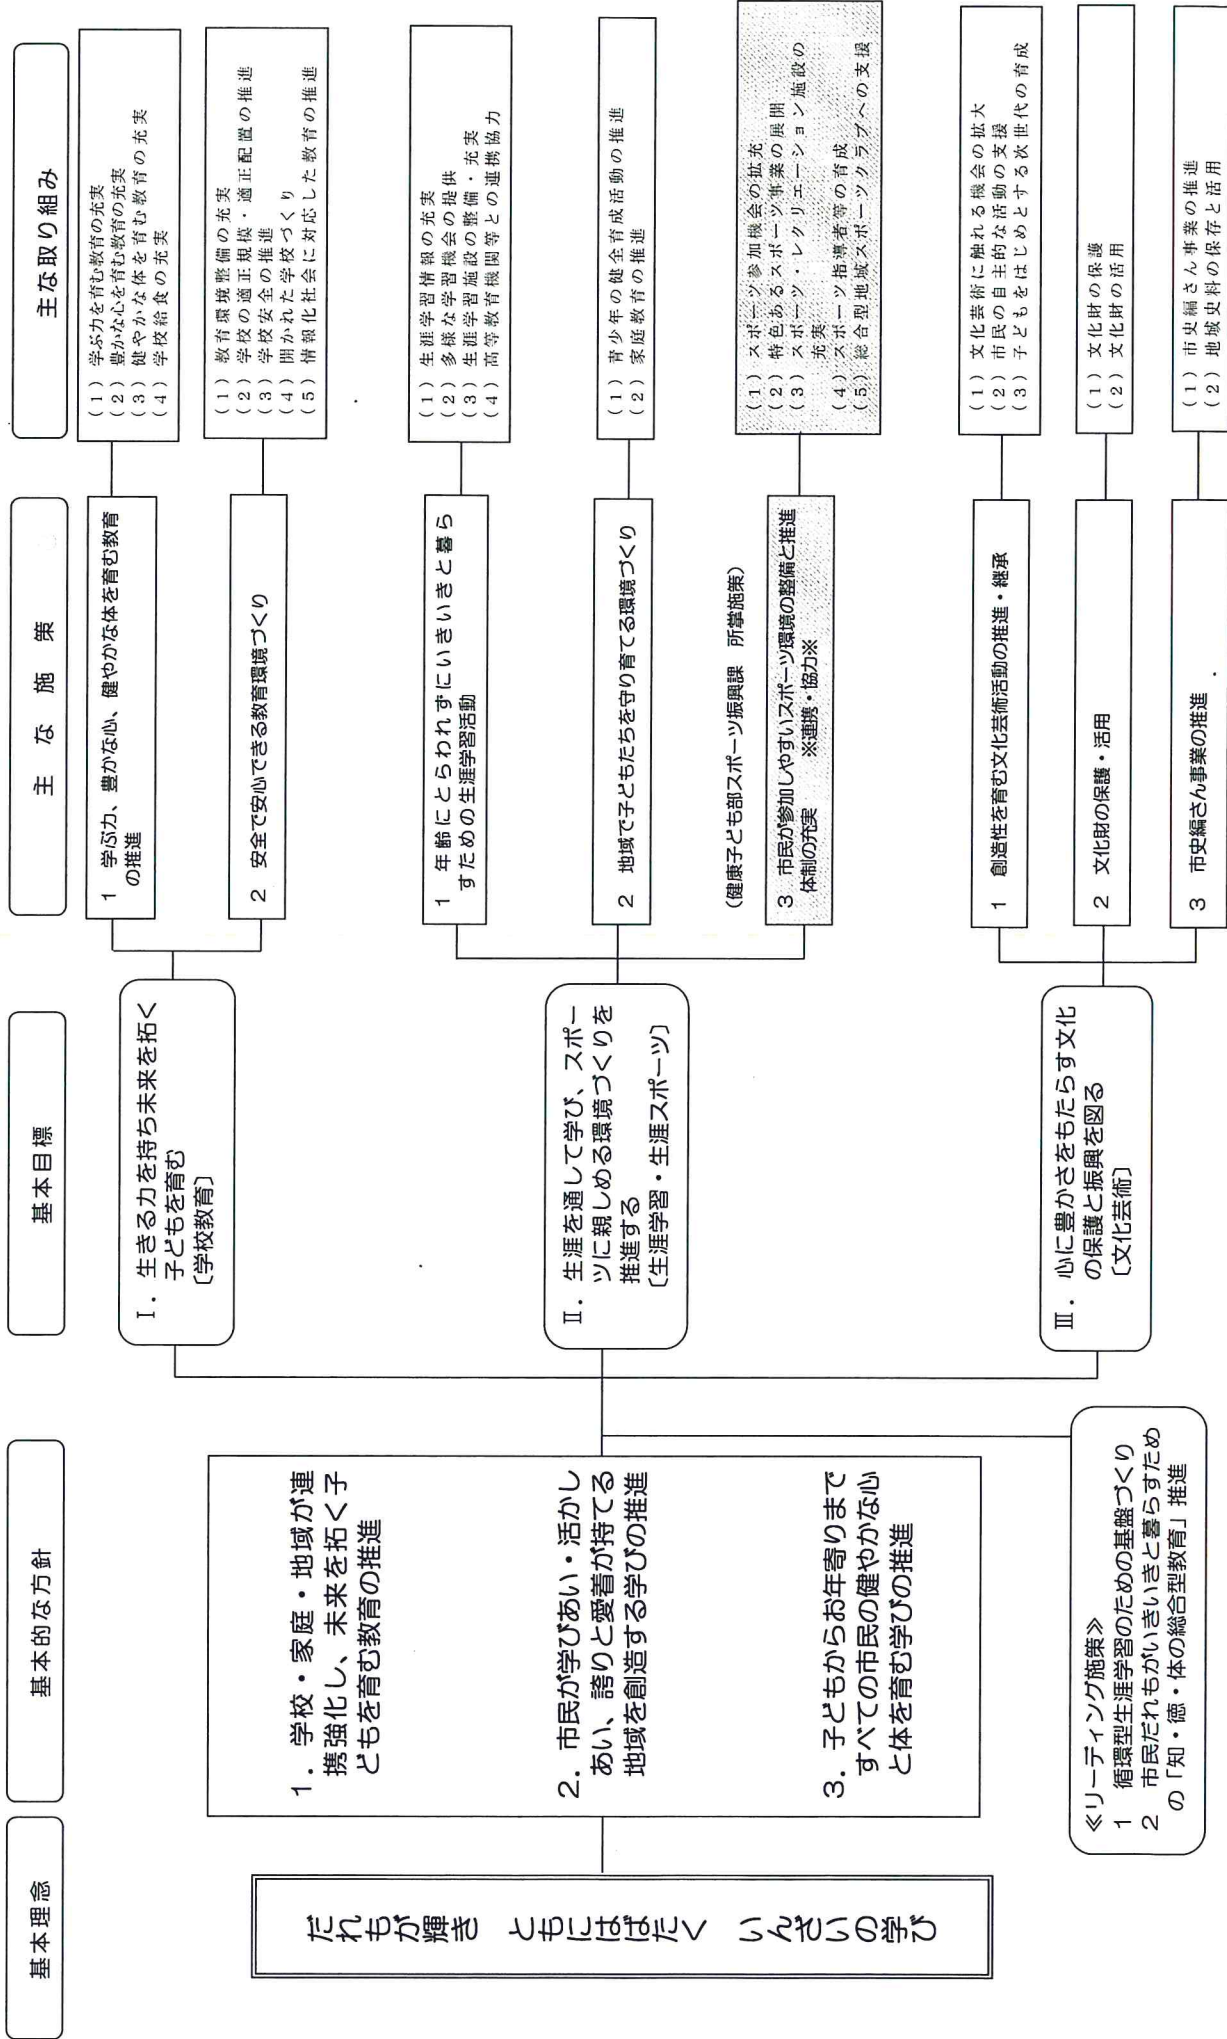 基本理念
基本的な方針
基本目標
主な施策
主な取り組み
だれもが輝き ともにはばたく いんざいの学び
1. 学校・家庭・地域が連
携強化し、未来を拓く子
どもを育む教育の推進
2. 市民が学びあい・活かし
あい、誇りと愛着が持てる
地域を創造する学びの推進
3. 子どもからお年寄りまで
すべての市民の健やかな心
と体を育む学びの推進
≪リーディング施策≫
1 循環型生涯学習のための基盤づくり
2 市民だれもがいきいきと暮らすため
の「知・徳・体の総合型教育」推進
Ⅰ. 生きる力を持ち未来を拓く
子どもを育む
〔学校教育〕
Ⅱ. 生涯を通して学び、スポー
ツに親しめる環境づくりを
推進する
〔生涯学習・生涯スポーツ〕
Ⅲ. 心に豊かさをもたらす文化
の保護と振興を図る
〔文化芸術〕
1 学ぶ力、豊かな心、健やかな体を育む教育
の推進
2 安全で安心できる教育環境づくり
1 年齢にとらわれずにいきいきと暮ら
すための生涯学習活動
2 地域で子どもたちを守り育てる環境づくり
(健康子ども部スポーツ振興課 所掌施策)
3 市民が参加しやすいスポーツ環境の整備と推進
体制の充実 ※連携・協力※
1 創造性を育む文化芸術活動の推進・継承
2 文化財の保護・活用
3 市史編さん事業の推進
(1) 学ぶ力を育む教育の充実
(2) 豊かな心を育む教育の充実
(3) 健やかな体を育む教育の充実
(4) 学校給食の充実
(1) 教育環境整備の充実
(2) 学校の適正規模・適正配置の推進
(3) 学校安全の推進
(4) 開かれた学校づくり
(5) 情報化社会に対応した教育の推進
(1) 生涯学習情報の充実
(2) 多様な学習機会の提供
(3) 生涯学習施設の整備・充実
(4) 高等教育機関等との連携協力
(1) 青少年の健全育成活動の推進
(2) 家庭教育の推進
(1) スポーツ参加機会の拡充
(2) 特色あるスポーツ事業の展開
(3) スポーツ・レクリエーション施設の
充実
(4) スポーツ指導者等の育成
(5) 総合型地域スポーツクラブへの支援
(1) 文化芸術に触れる機会の拡大
(2) 市民の自主的な活動の支援
(3) 子どもをはじめとする次世代の育成
(1) 文化財の保護
(2) 文化財の活用
(1) 市史編さん事業の推進
(2) 地域史料の保存と活用